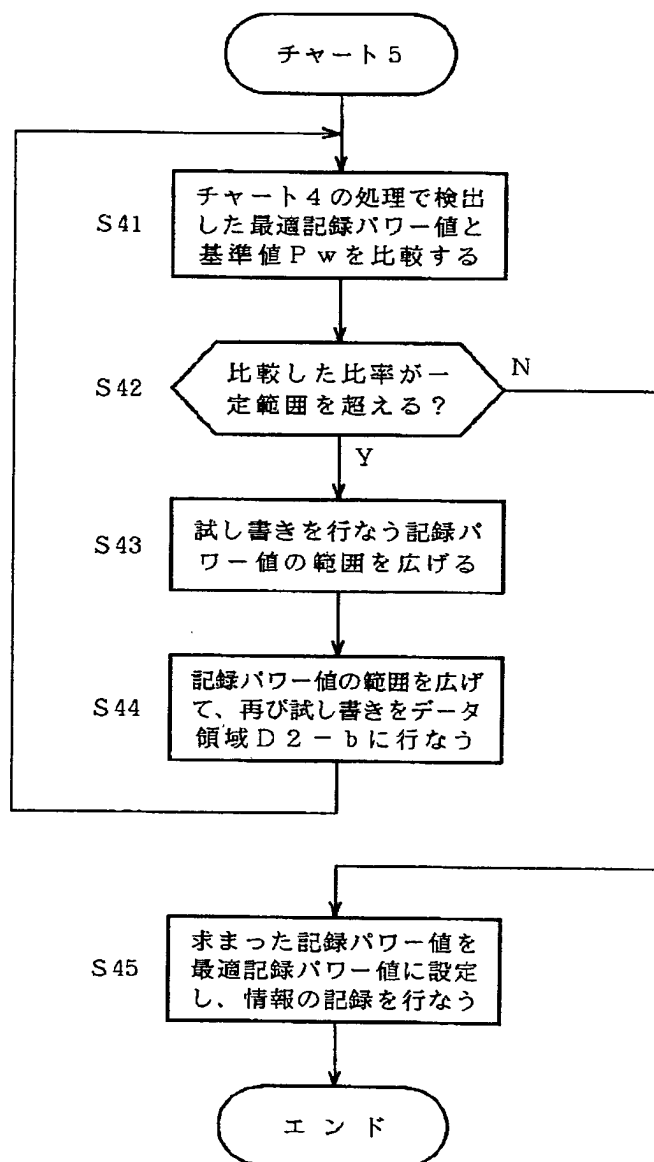 チャート5
S41
チャート4の処理で検出
した最適記録パワー値と
基準値Pwを比較する
S42
比較した比率が一
定範囲を超える?
N
Y
S43
試し書きを行なう記録パ
ワー値の範囲を広げる
S44
記録パワー値の範囲を広げ
て、再び試し書きをデータ
領域D2-bに行なう
S45
求まった記録パワー値を
最適記録パワー値に設定
し、情報の記録を行なう
エンド